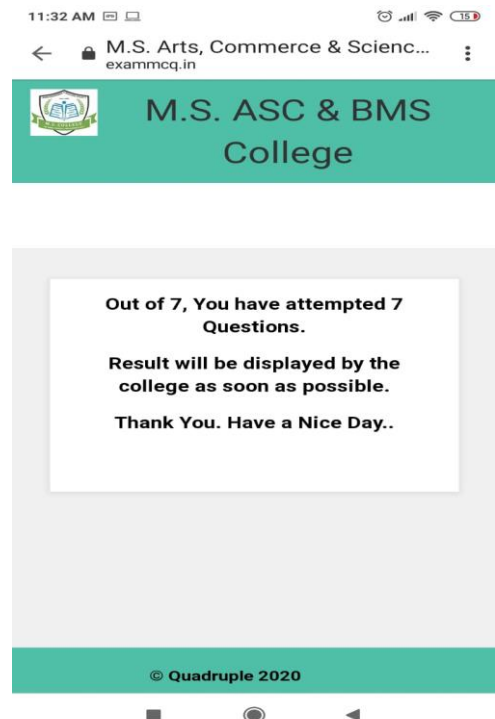 11:32 AM
15
M.S. Arts, Commerce & Scienc...
exammcq.in
M.S. ASC & BMS
College
Out of 7, You have attempted 7
Questions.
Result will be displayed by the
college as soon as possible.
Thank You. Have a Nice Day..
© Quadruple 2020